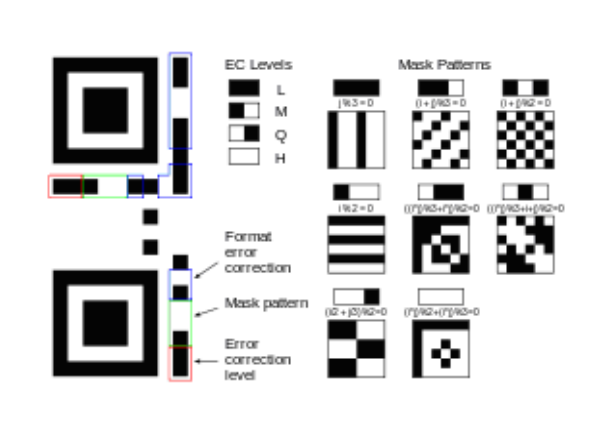 EC Levels
L
M
Q
H
Mask Patterns
j%3 = 0
(i + j)%3 = 0
(i + j)%2 = 0
i%2 = 0
Format
error
correction
Mask pattern
Error
correction
level